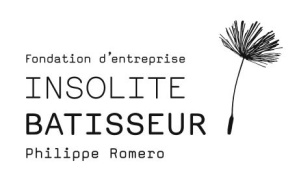 Fondation d'entreprise
INSOLITE
BATISSEUR
Philippe Romero